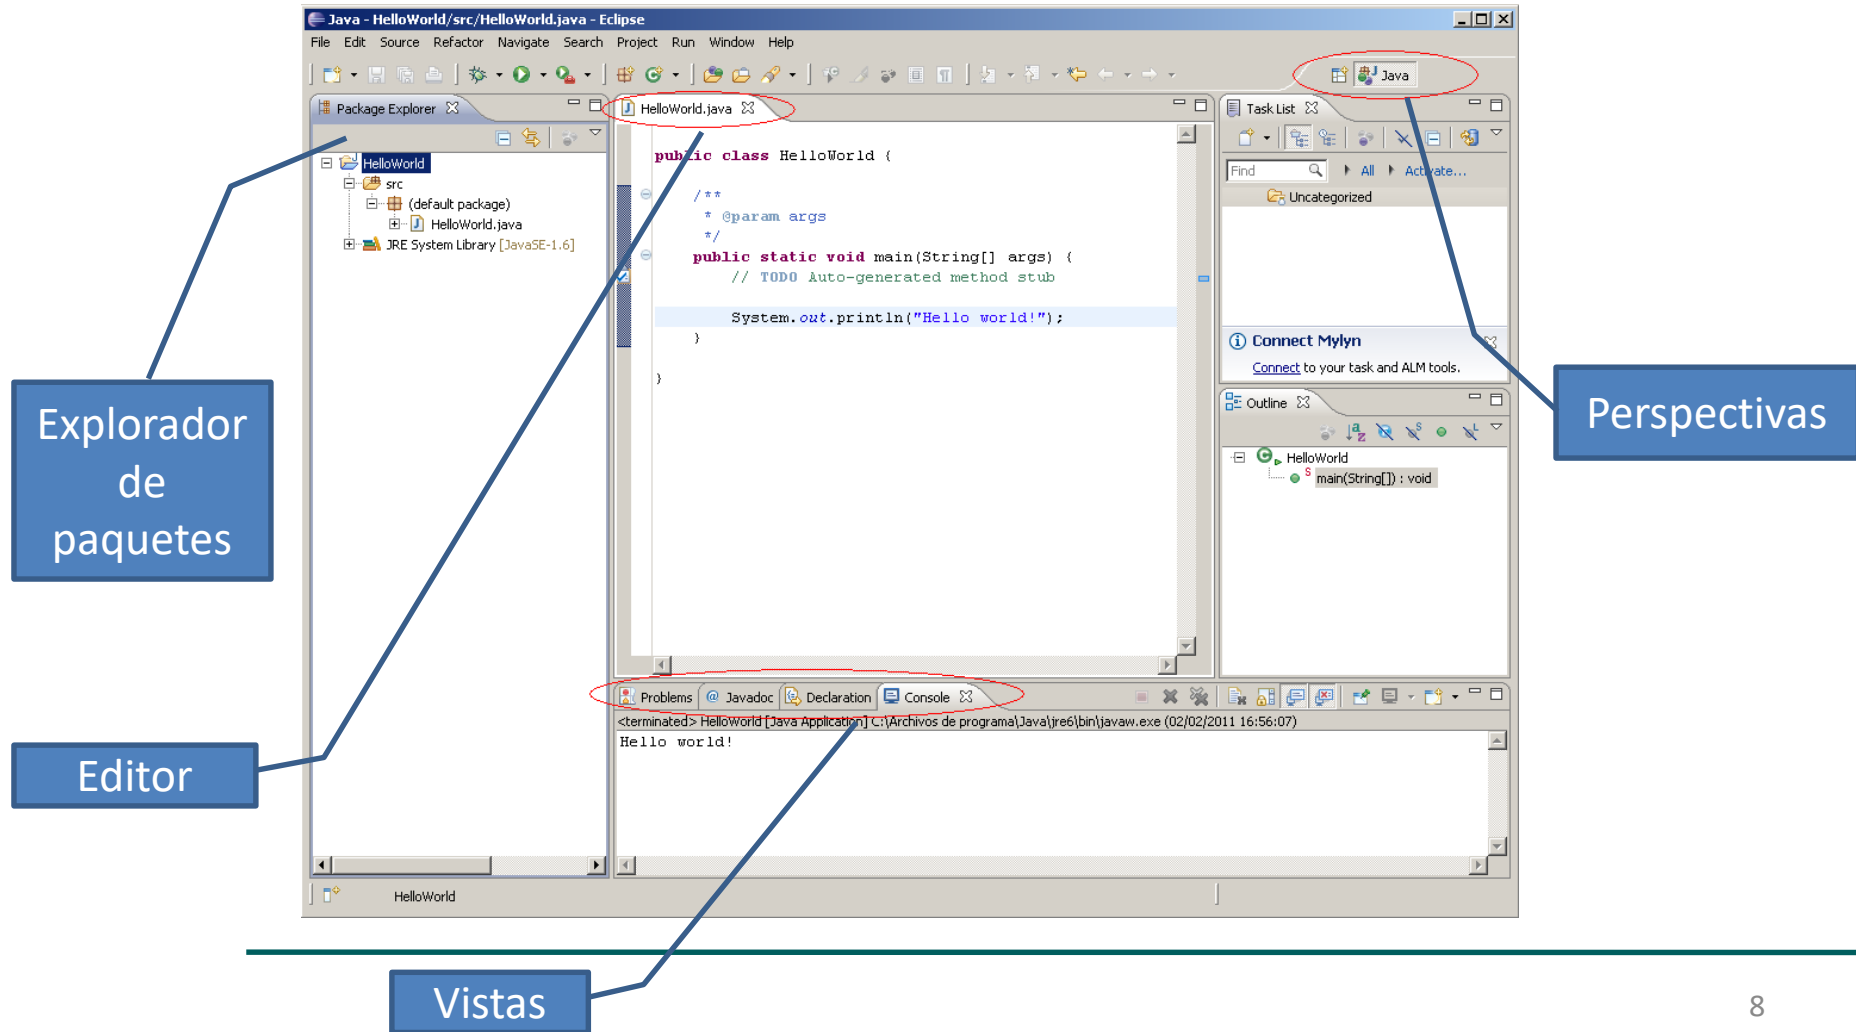 Java - HelloWorld/src/HelloWorld.java - Eclipse
File Edit Source Refactor Navigate Search Project Run Window Help
Java
Package Explorer
HelloWorld
src
(default package)
HelloWorld.java
JRE System Library [JavaSE-1.6]
HelloWorld.java
public class HelloWorld {
/**
* @param args
*/
public static void main(String[] args) {
// TODO Auto-generated method stub
System.out.println("Hello world!");
}
}
Task List
Find All Activate...
Uncategorized
Connect Mylyn
Connect to your task and ALM tools.
Outline
HelloWorld
main(String[]) : void
Problems @ Javadoc Declaration Console
<terminated> HelloWorld [Java Application] C:\Archivos de programa\Java\jre6\bin\javaw.exe (02/02/2011 16:56:07)
Hello world!
HelloWorld
Explorador
de
paquetes
Editor
Vistas
Perspectivas
8